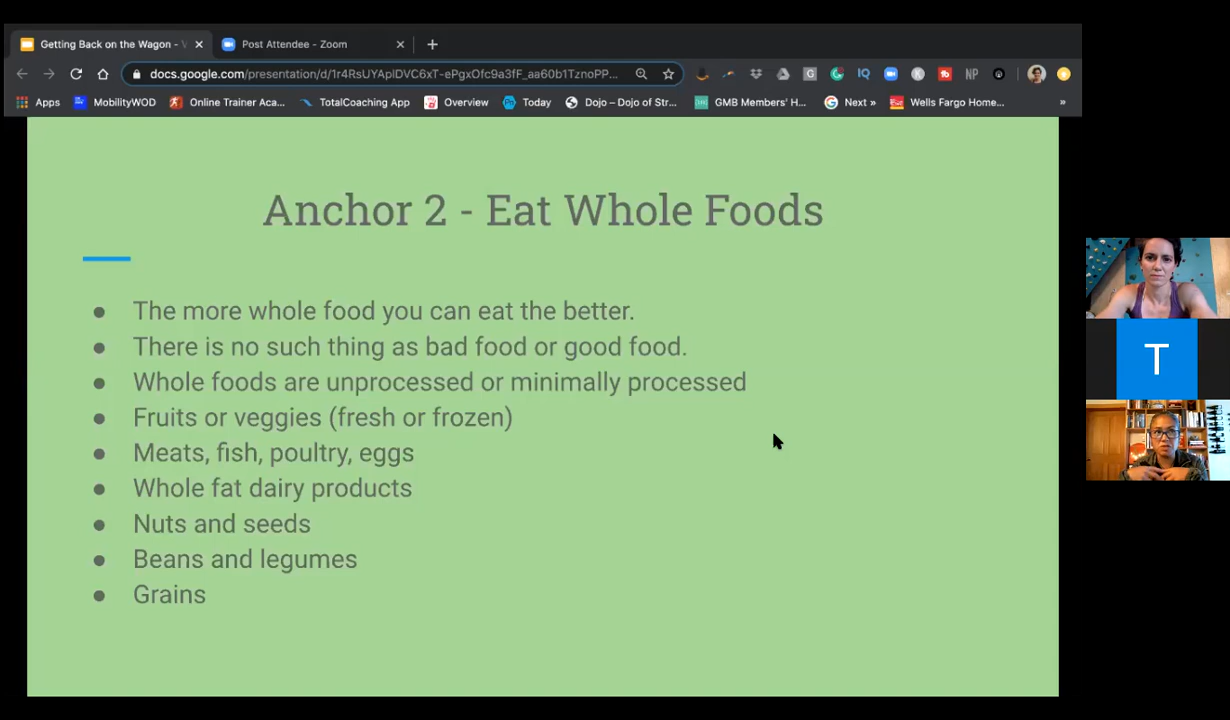 Getting Back on the Wagon -
Post Attendee - Zoom
docs.google.com/presentation/d/1r4RsUYAplDVC6xT-ePgxOfc9a3fF_aa60b1TznoPP...
Apps
MobilityWOD
Online Trainer Aca...
TotalCoaching App
Overview
Today
Dojo – Dojo of Str...
GMB Members' H...
Next »
Wells Fargo Home...
»
Anchor 2 - Eat Whole Foods
● The more whole food you can eat the better.
● There is no such thing as bad food or good food.
● Whole foods are unprocessed or minimally processed
● Fruits or veggies (fresh or frozen)
● Meats, fish, poultry, eggs
● Whole fat dairy products
● Nuts and seeds
● Beans and legumes
● Grains
T